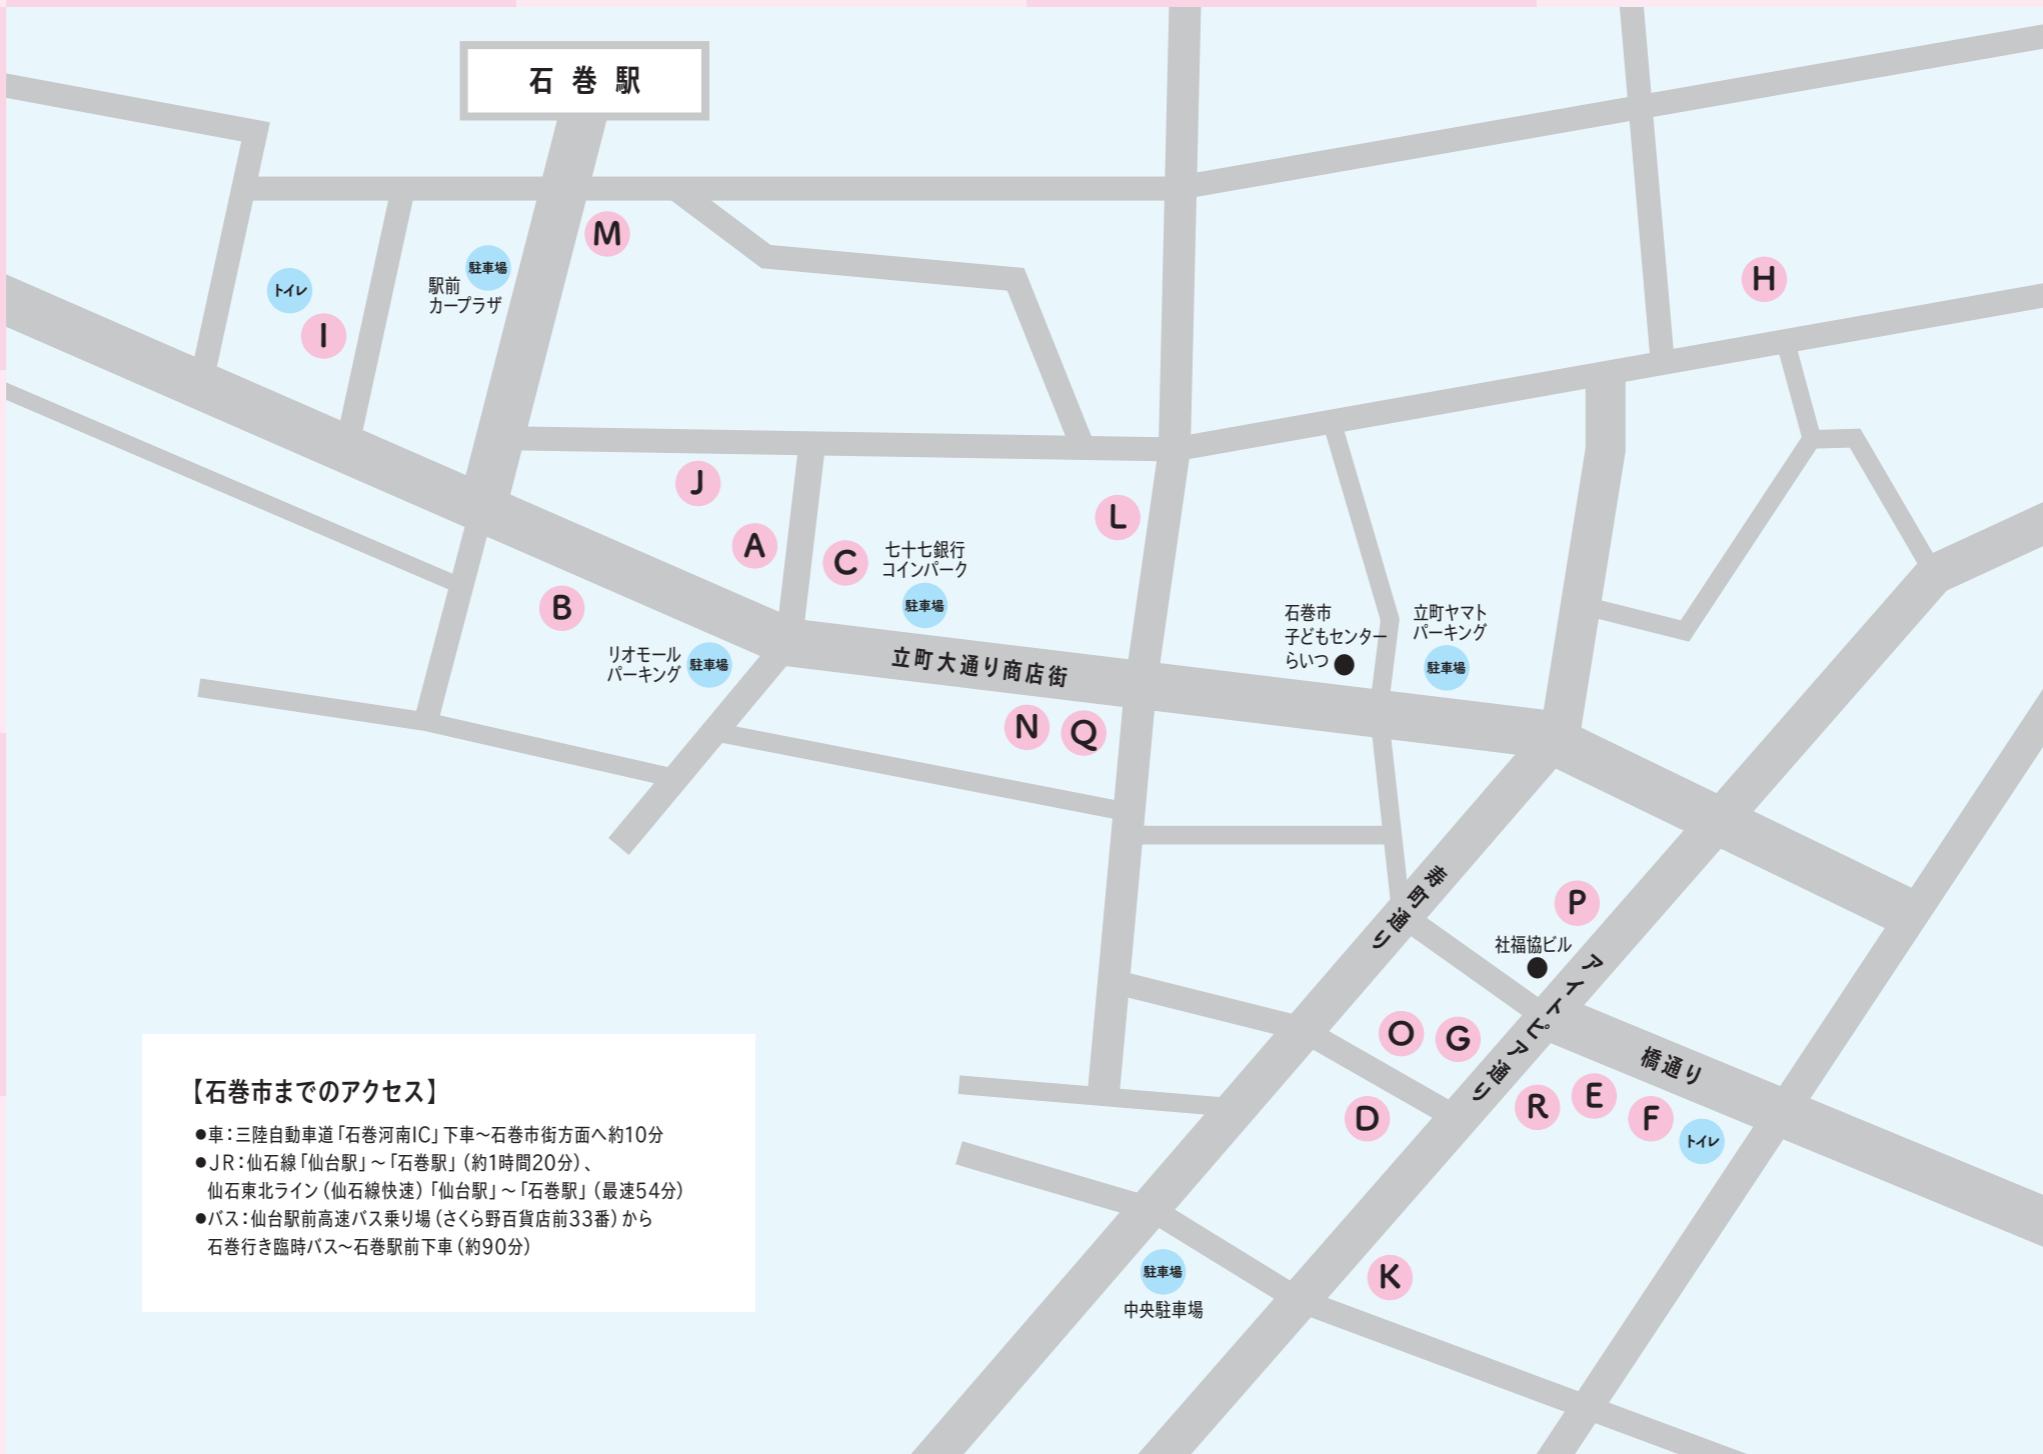 石巻駅
M
H
駐車場
駅前
カープラザ
トイレ
I
J
L
A
C
七十七銀行
コインパーク
駐車場
B
リオモール
パーキング
駐車場
石巻市
子どもセンター
らいつ
立町ヤマト
パーキング
駐車場
立町大通り商店街
N
Q
寿町通り
P
社福協ビル
アイトピア通り
O
G
橋通り
D
R
E
F
トイレ
K
駐車場
中央駐車場
【石巻市までのアクセス】
●車：三陸自動車道「石巻河南IC」下車～石巻市街方面へ約10分
●JR：仙石線「仙台駅」～「石巻駅」（約1時間20分）、
仙石東北ライン（仙石線快速）「仙台駅」～「石巻駅」（最速54分）
●バス：仙台駅前高速バス乗り場（さくら野百貨店前33番）から
石巻行き臨時バス～石巻駅前下車（約90分）